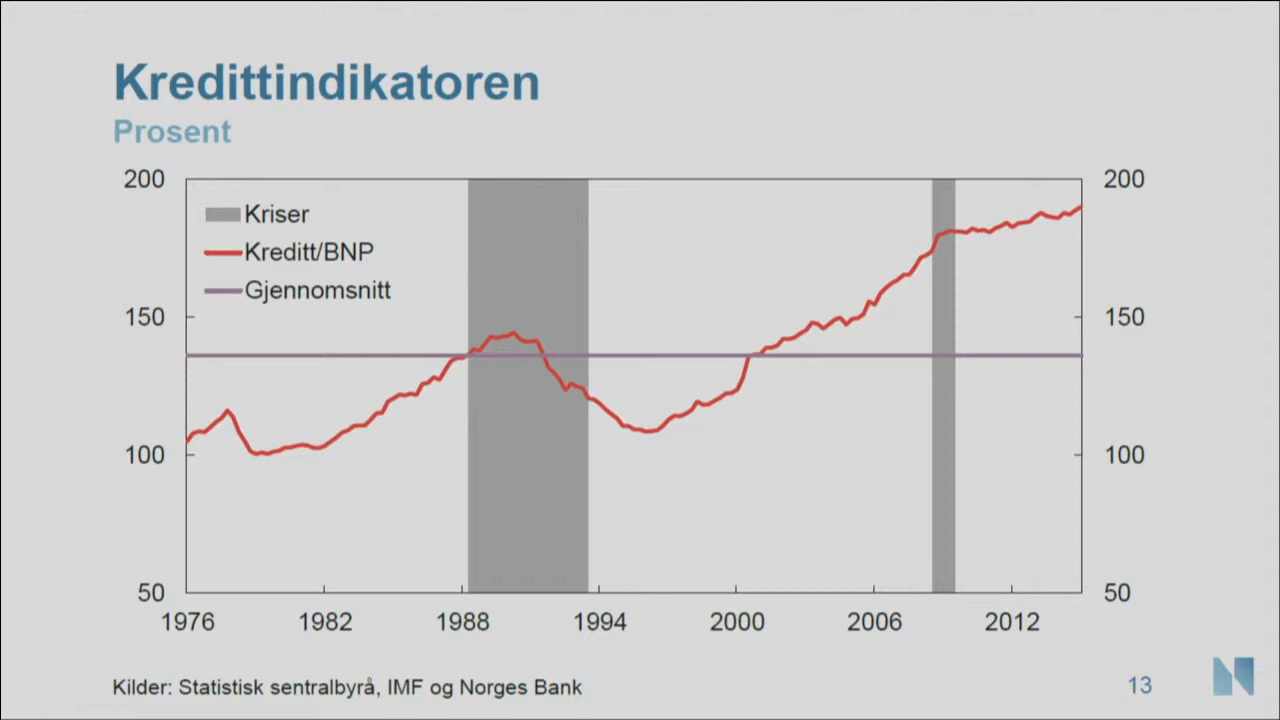 Kredittindikatoren
Prosent
200
200
Kriser
Kreditt/BNP
Gjennomsnitt
150
150
100
100
50
50
1976 1982 1988 1994 2000 2006 2012
Kilder: Statistisk sentralbyrå, IMF og Norges Bank
13